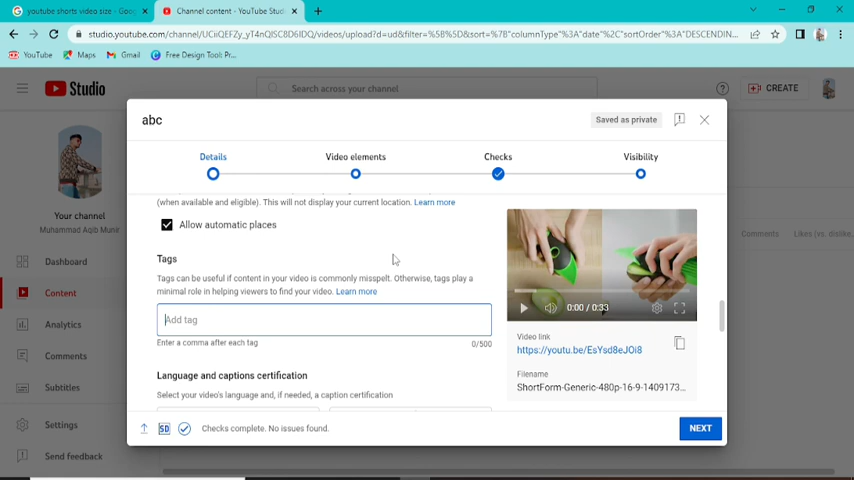 youtube shorts video size - Goo
Channel content - YouTube Studi
studio.youtube.com/channel/UCiiQEFZy_yT4nQlSC8D6IDQ/videos/upload?d=ud&filter=%5B%5D&sort=%7B"columnType"%3A"date"%2C"sortOrder"%3A"DESCENDIN...
YouTube
Maps
Gmail
Free Design Tool: Pr...
Studio
Search across your channel
CREATE
abc
Saved as private
Details
Video elements
Checks
Visibility
(when available and eligible). This will not display your current location. Learn more
Allow automatic places
Tags
Tags can be useful if content in your video is commonly misspelt. Otherwise, tags play a
minimal role in helping viewers to find your video. Learn more
Add tag
Enter a comma after each tag
0/500
Language and captions certification
Select your video's language and, if needed, a caption certification
0:00 / 0:33
Video link
https://youtu.be/EsYsd8eJOi8
Filename
ShortForm-Generic-480p-16-9-1409173...
SD
Checks complete. No issues found.
NEXT
Your channel
Muhammad Aqib Munir
Dashboard
Content
Analytics
Comments
Subtitles
Settings
Send feedback
Comments
Likes (vs. dislike...